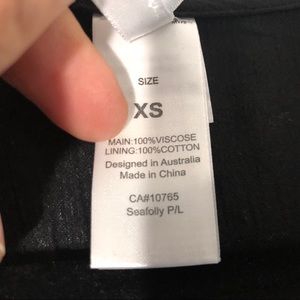 SIZE
XS
MAIN:100%VISCOSE
LINING:100%COTTON
Designed in Australia
Made in China
CA#10765
Seafolly P/L